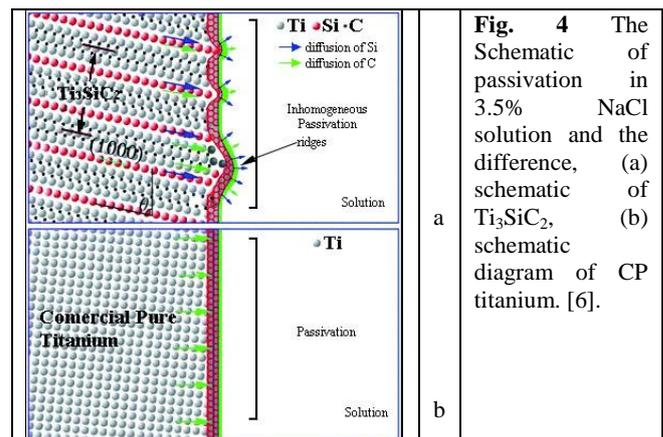 Ti Si · C
diffusion of Si
diffusion of C
Ti₃SiC₂
Inhomogeneous
Passivation
ridges
(1000)
θ
Solution
a
Ti
Comercial Pure
Titanium
Passivation
Solution
b
Fig. 4 The
Schematic of
passivation in
3.5% NaCl
solution and the
difference, (a)
schematic of
Ti₃SiC₂, (b)
schematic
diagram of CP
titanium. [6].